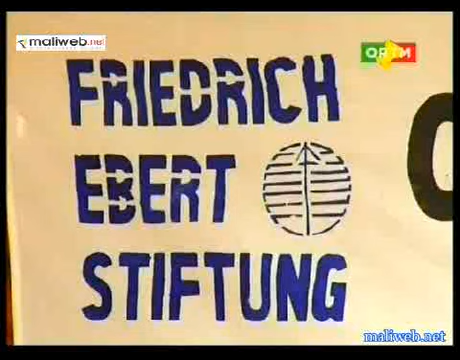 maliweb.net
ORTM
FRIEDRICH
EBERT
STIFTUNG
maliweb.net